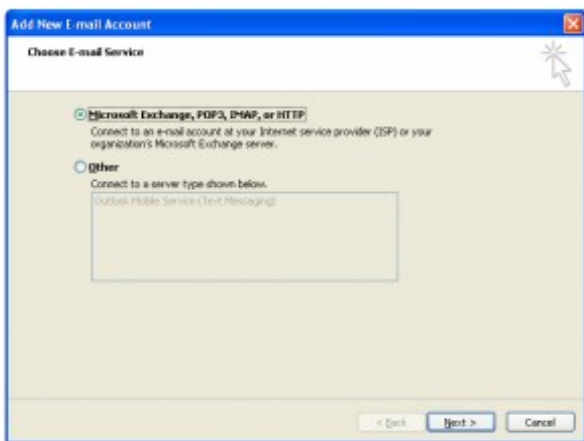 Add New E-mail Account
Choose E-mail Service
Microsoft Exchange, POP3, IMAP, or HTTP
Connect to an e-mail account at your Internet service provider (ISP) or your
organization's Microsoft Exchange server.
Other
Connect to a server type shown below.
Outlook Mobile Service (Text Messaging)
< Back
Next >
Cancel